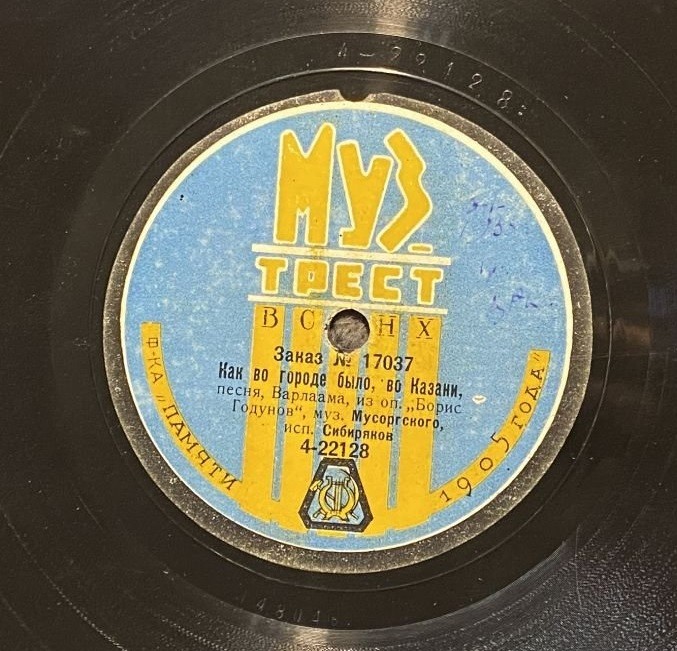 4-22128
МУЗ
ТРЕСТ
ВСНХ
Заказ № 17037
Как во городе было, во Казани,
песня, Варлаама, из оп. „Борис
Годунов“, муз. Мусоргского,
исп. Сибиряков
4-22128
Ф-КА „ПАМЯТИ 1905 ГОДА“